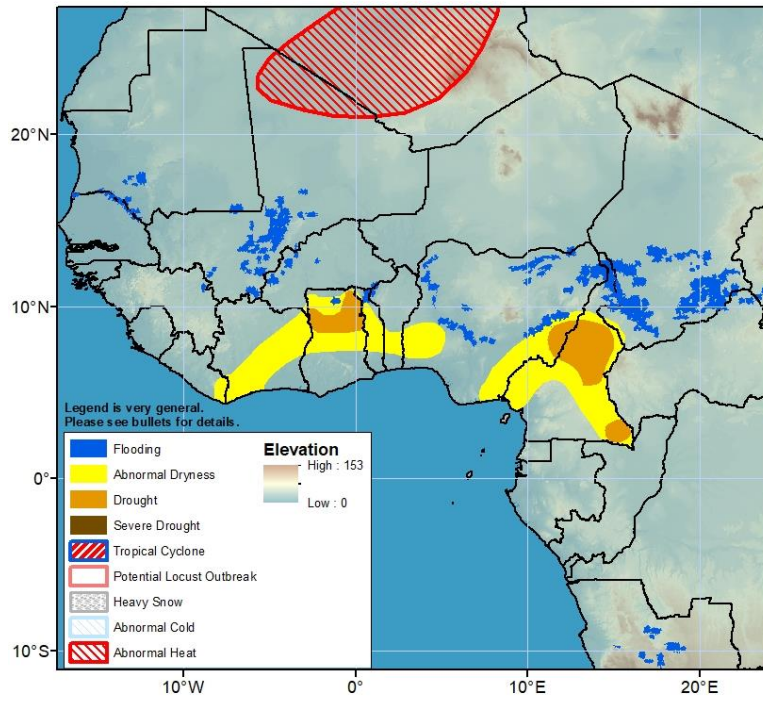 20°N
10°N
Legend is very general.
Please see bullets for details.
Flooding
Abnormal Dryness
Drought
Severe Drought
Tropical Cyclone
Potential Locust Outbreak
Heavy Snow
Abnormal Cold
Abnormal Heat
Elevation
High : 153
Low : 0
0°
10°S
10°W
0°
10°E
20°E